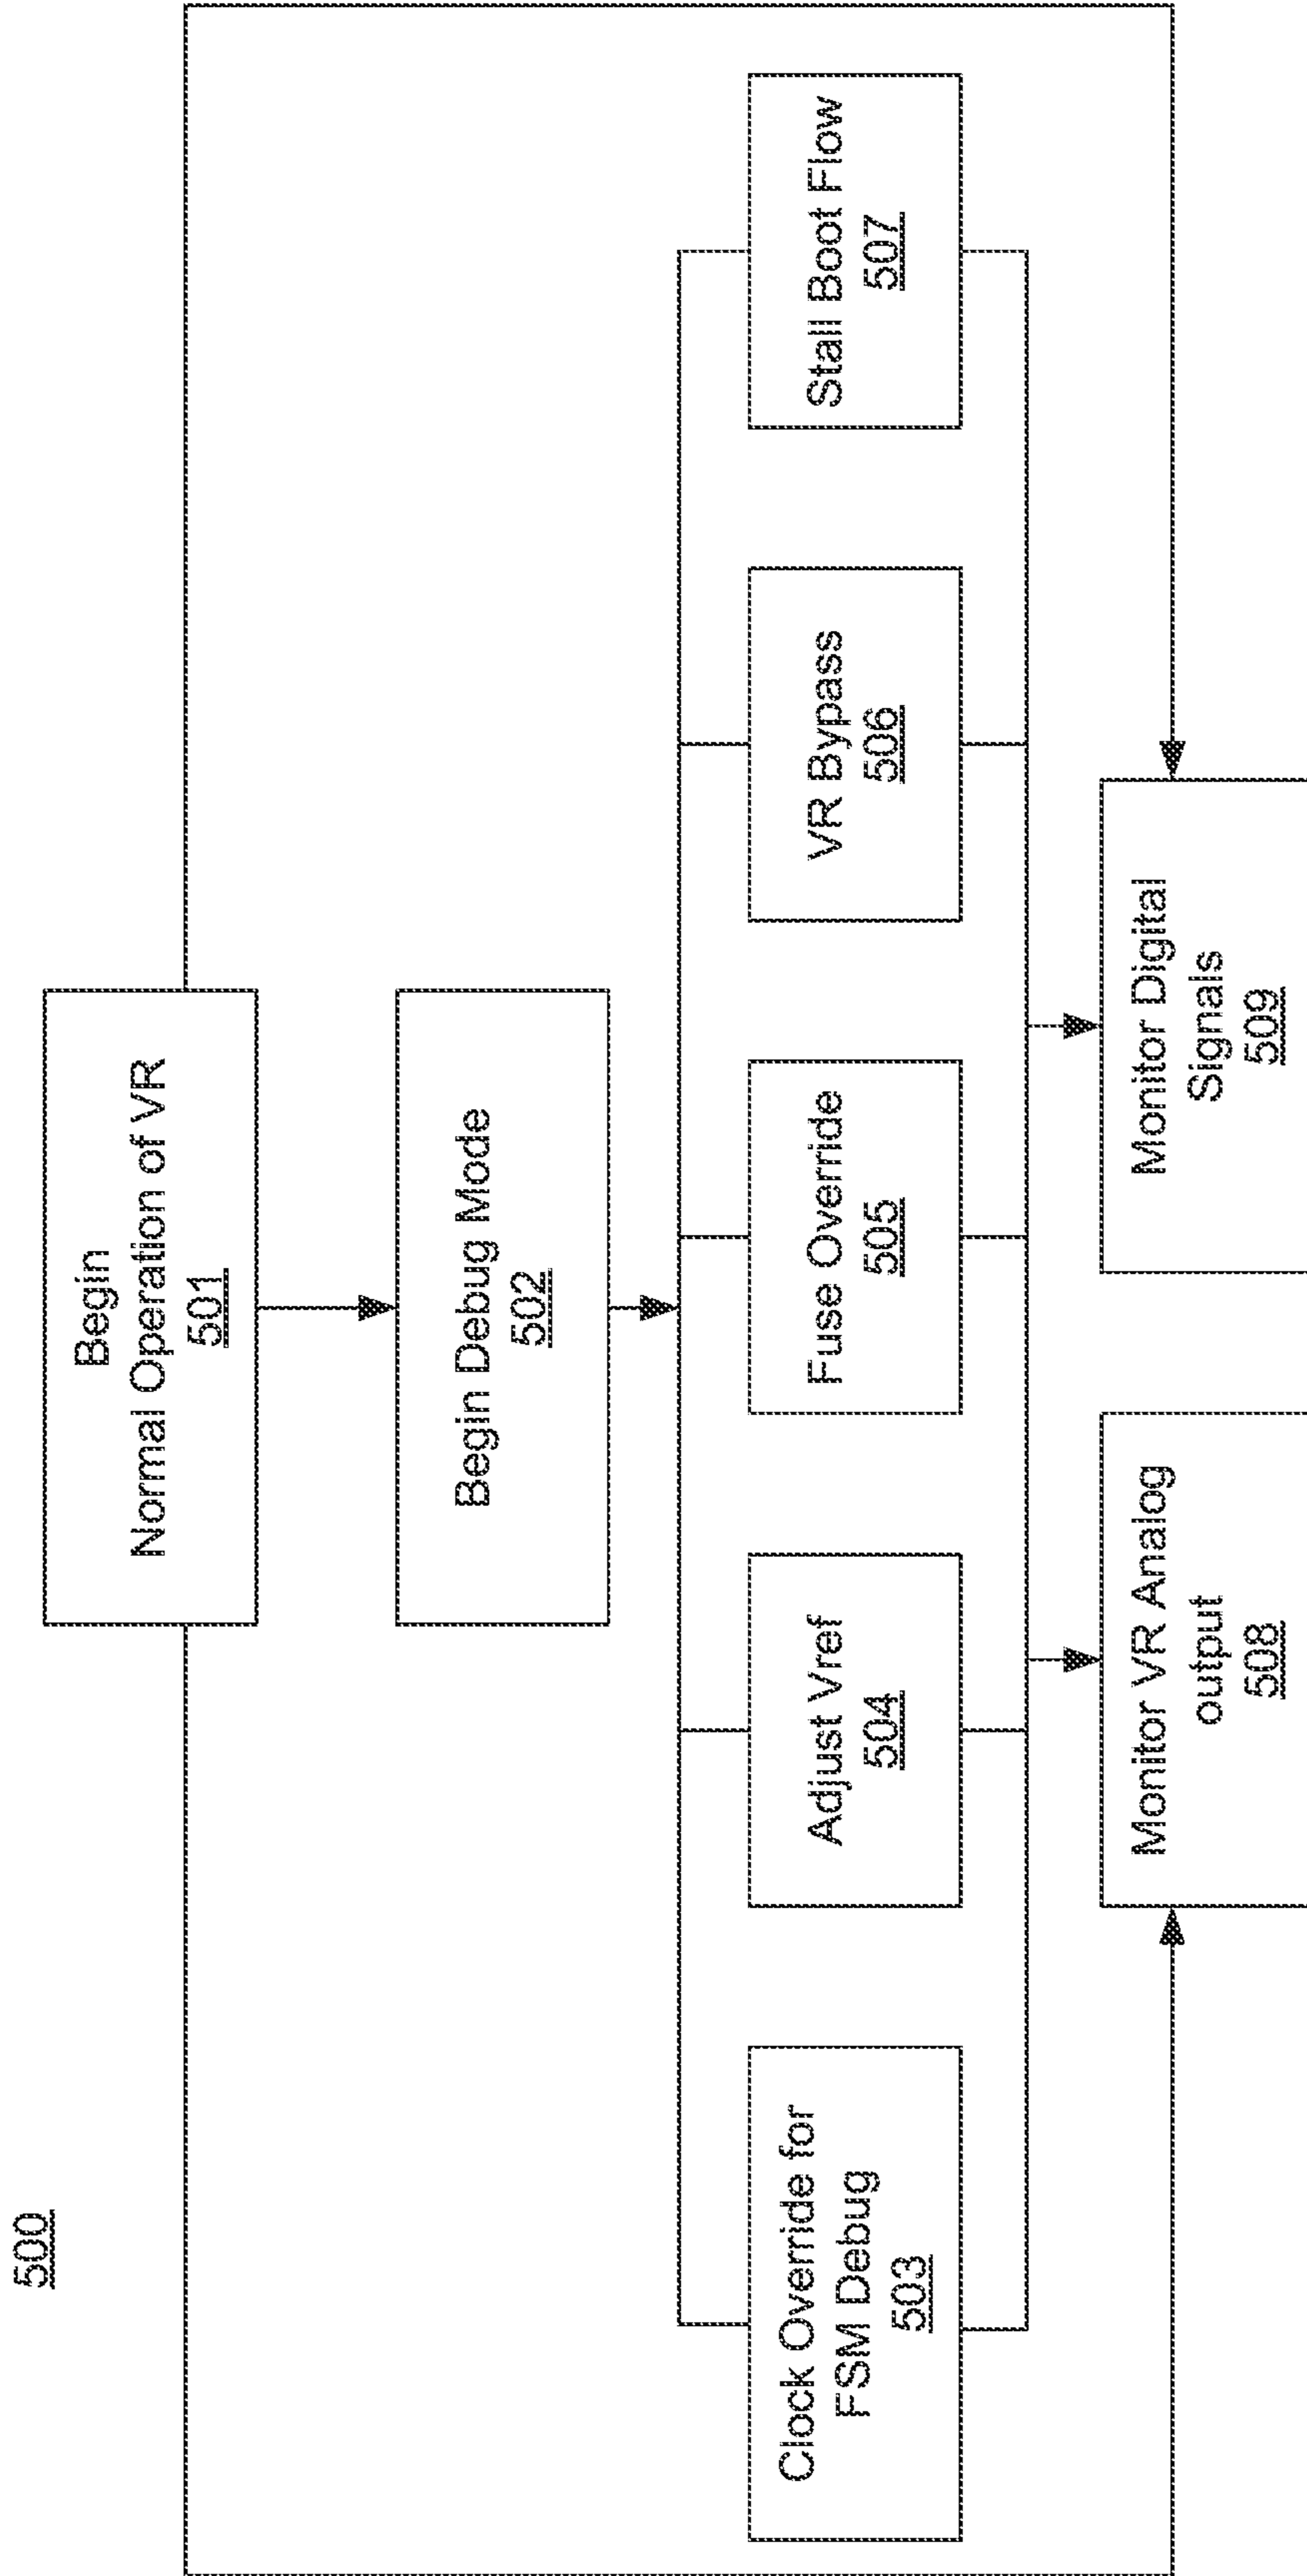 500
Begin
Normal Operation of VR
501
Begin Debug Mode
502
Clock Override for
FSM Debug
503
Adjust Vref
504
Fuse Override
505
VR Bypass
506
Stall Boot Flow
507
Monitor VR Analog
output
508
Monitor Digital
Signals
509